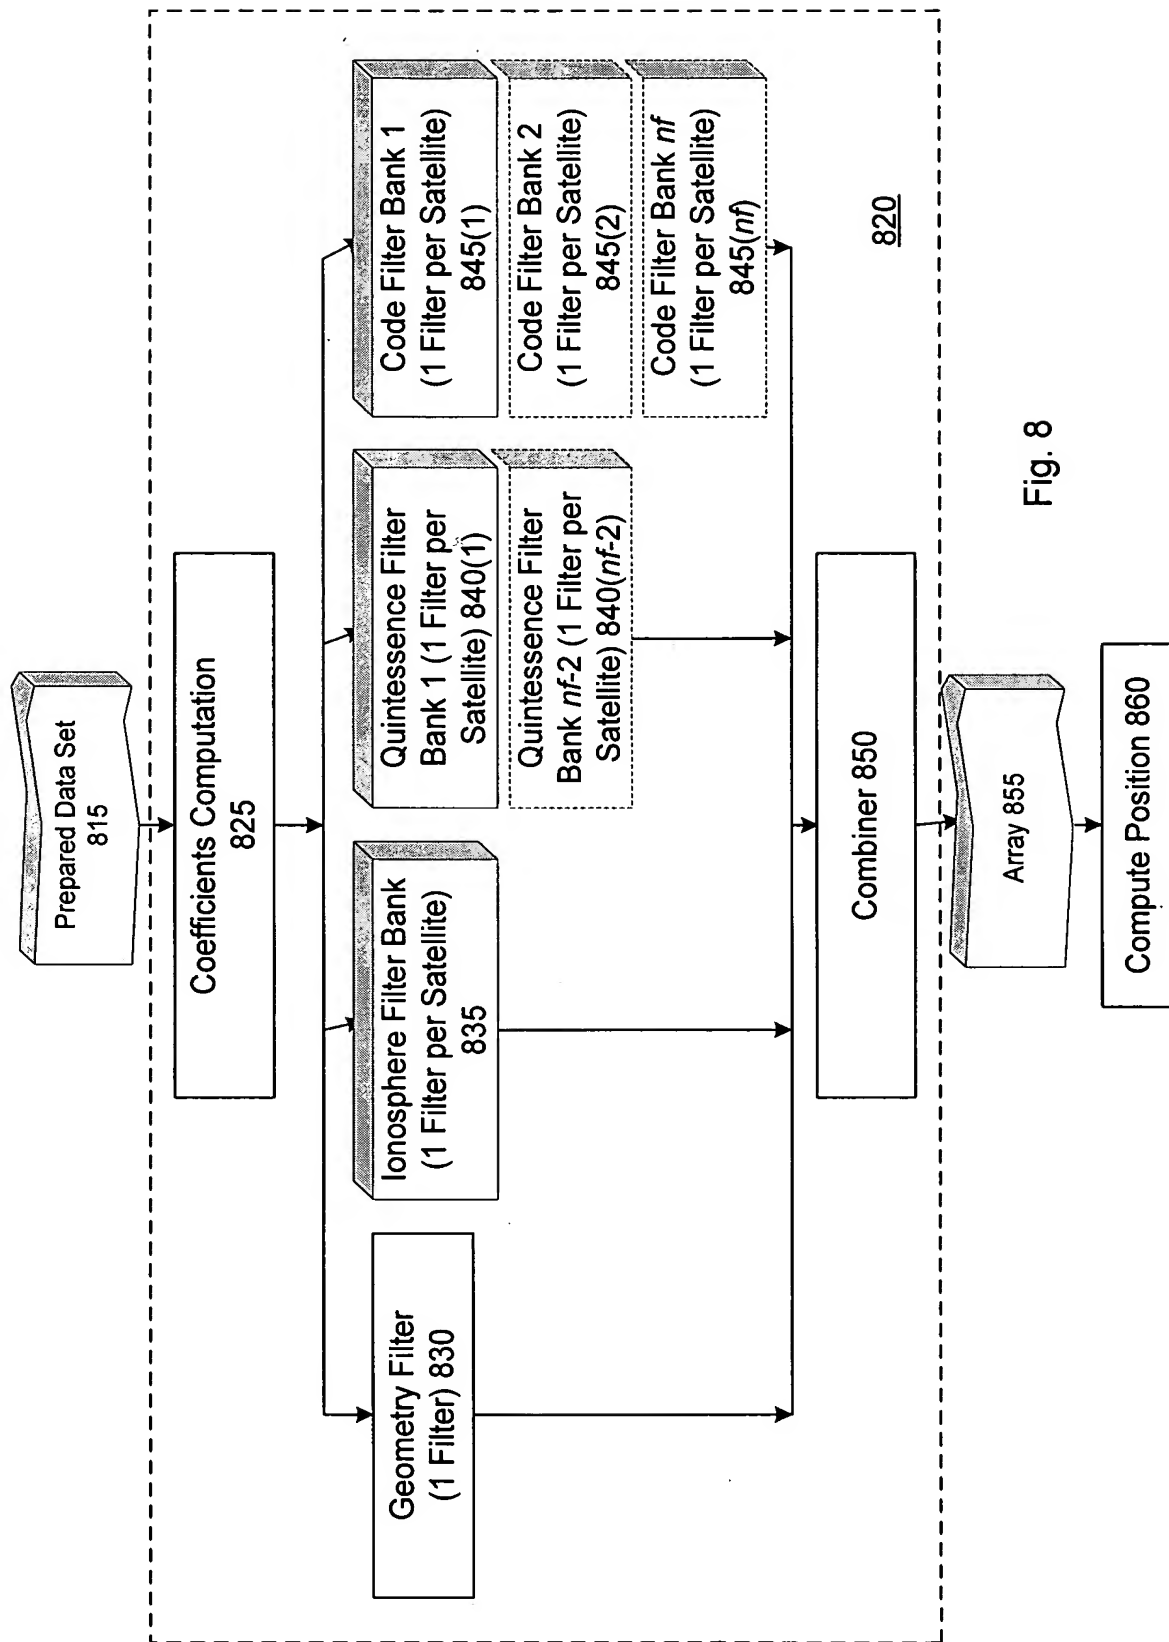 Prepared Data Set
815
Coefficients Computation
825
Geometry Filter
(1 Filter) 830
Ionosphere Filter Bank
(1 Filter per Satellite)
835
Quintessence Filter
Bank 1 (1 Filter per
Satellite) 840(1)
Quintessence Filter
Bank nf-2 (1 Filter per
Satellite) 840(nf-2)
Code Filter Bank 1
(1 Filter per Satellite)
845(1)
Code Filter Bank 2
(1 Filter per Satellite)
845(2)
Code Filter Bank nf
(1 Filter per Satellite)
845(nf)
820
Combiner 850
Array 855
Compute Position 860
Fig. 8